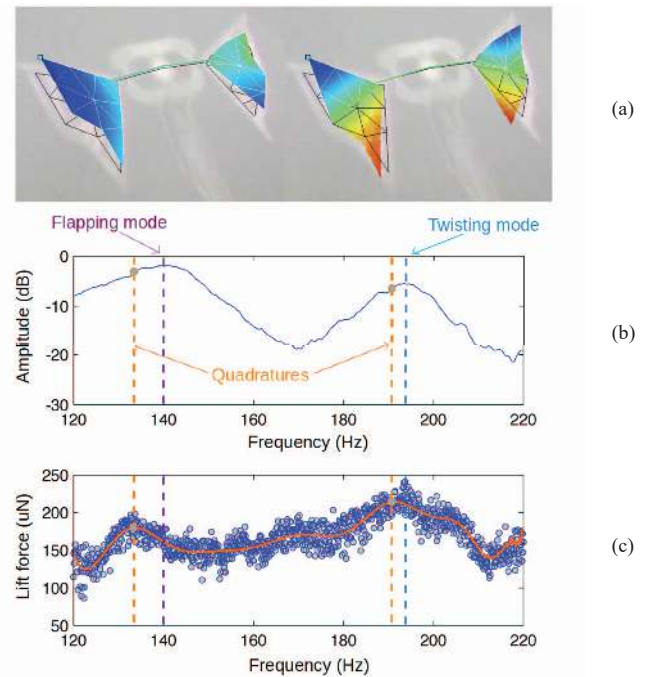 (a)
Flapping mode
Twisting mode
0
-10
-20
-30
Amplitude (dB)
Quadratures
120 140 160 180 200 220
Frequency (Hz)
(b)
250
200
150
100
50
Lift force (uN)
120 140 160 180 200 220
Frequency (Hz)
(c)